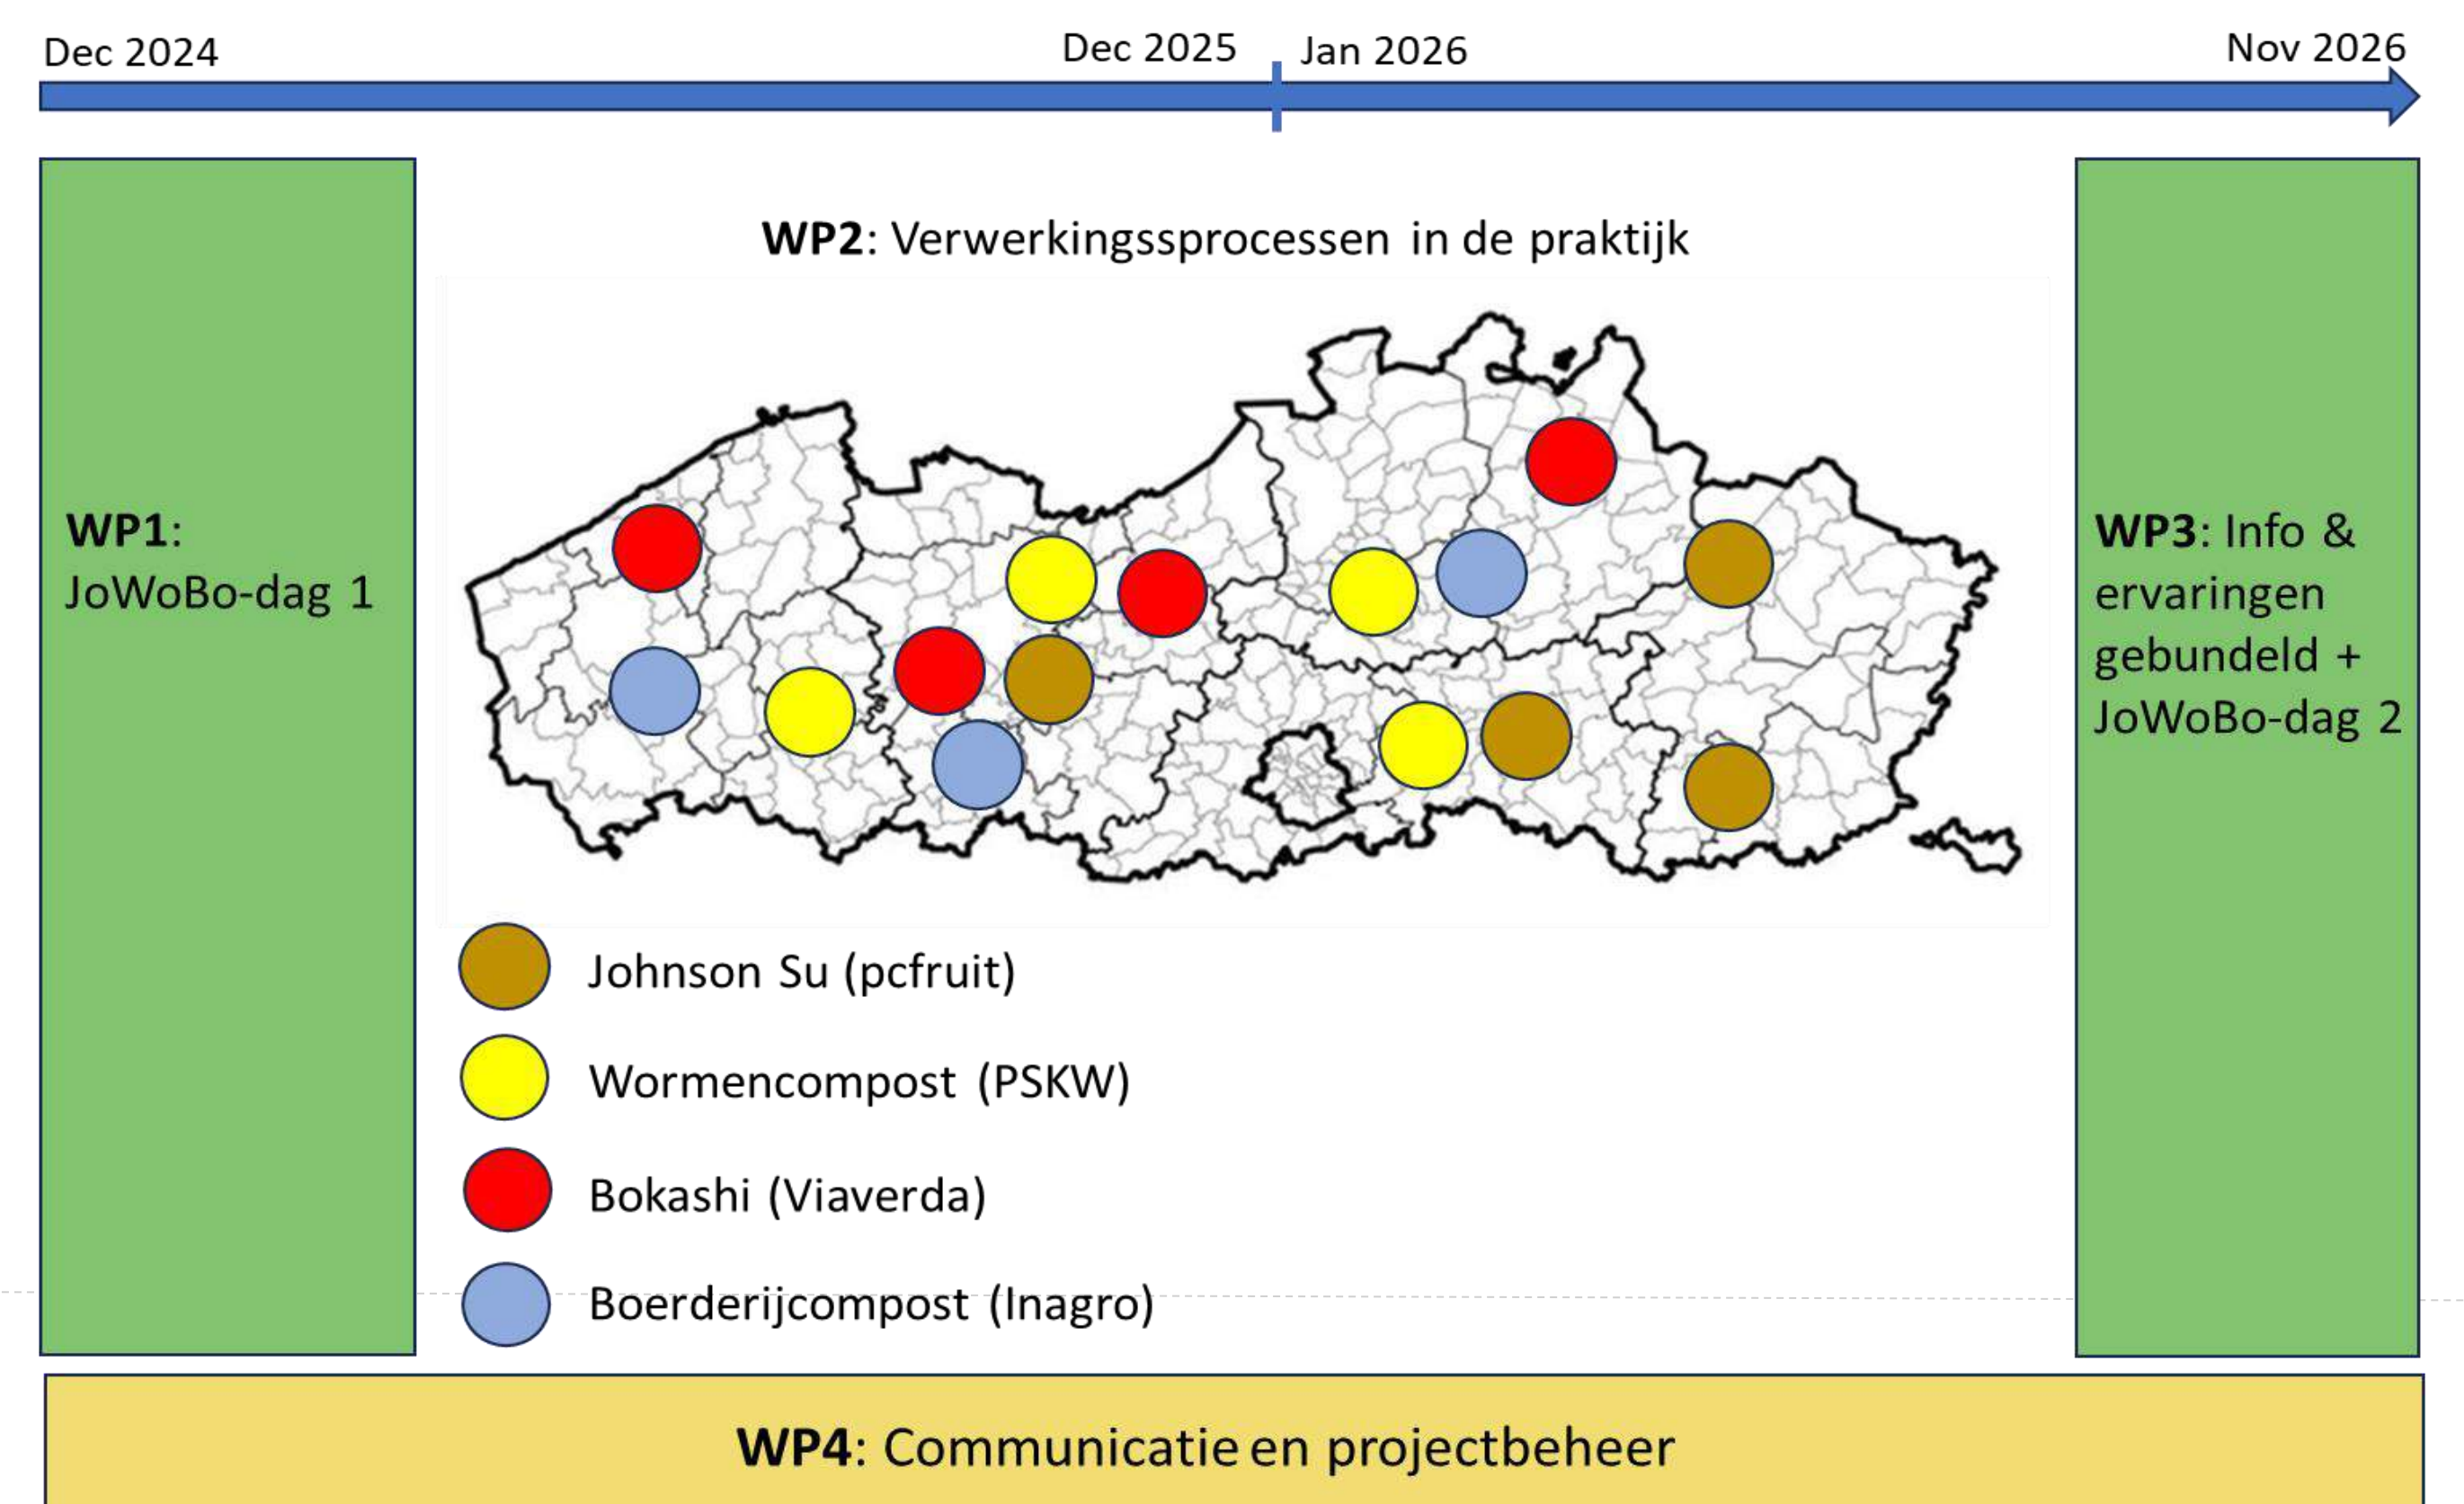 Dec 2024
Dec 2025
Jan 2026
Nov 2026
WP1:
JoWoBo-dag 1
WP2: Verwerkingssprocessen in de praktijk
WP3: Info &
ervaringen
gebundeld +
JoWoBo-dag 2
Johnson Su (pcfruit)
Wormencompost (PSKW)
Bokashi (Viaverda)
Boerderijcompost (Inagro)
WP4: Communicatie en projectbeheer